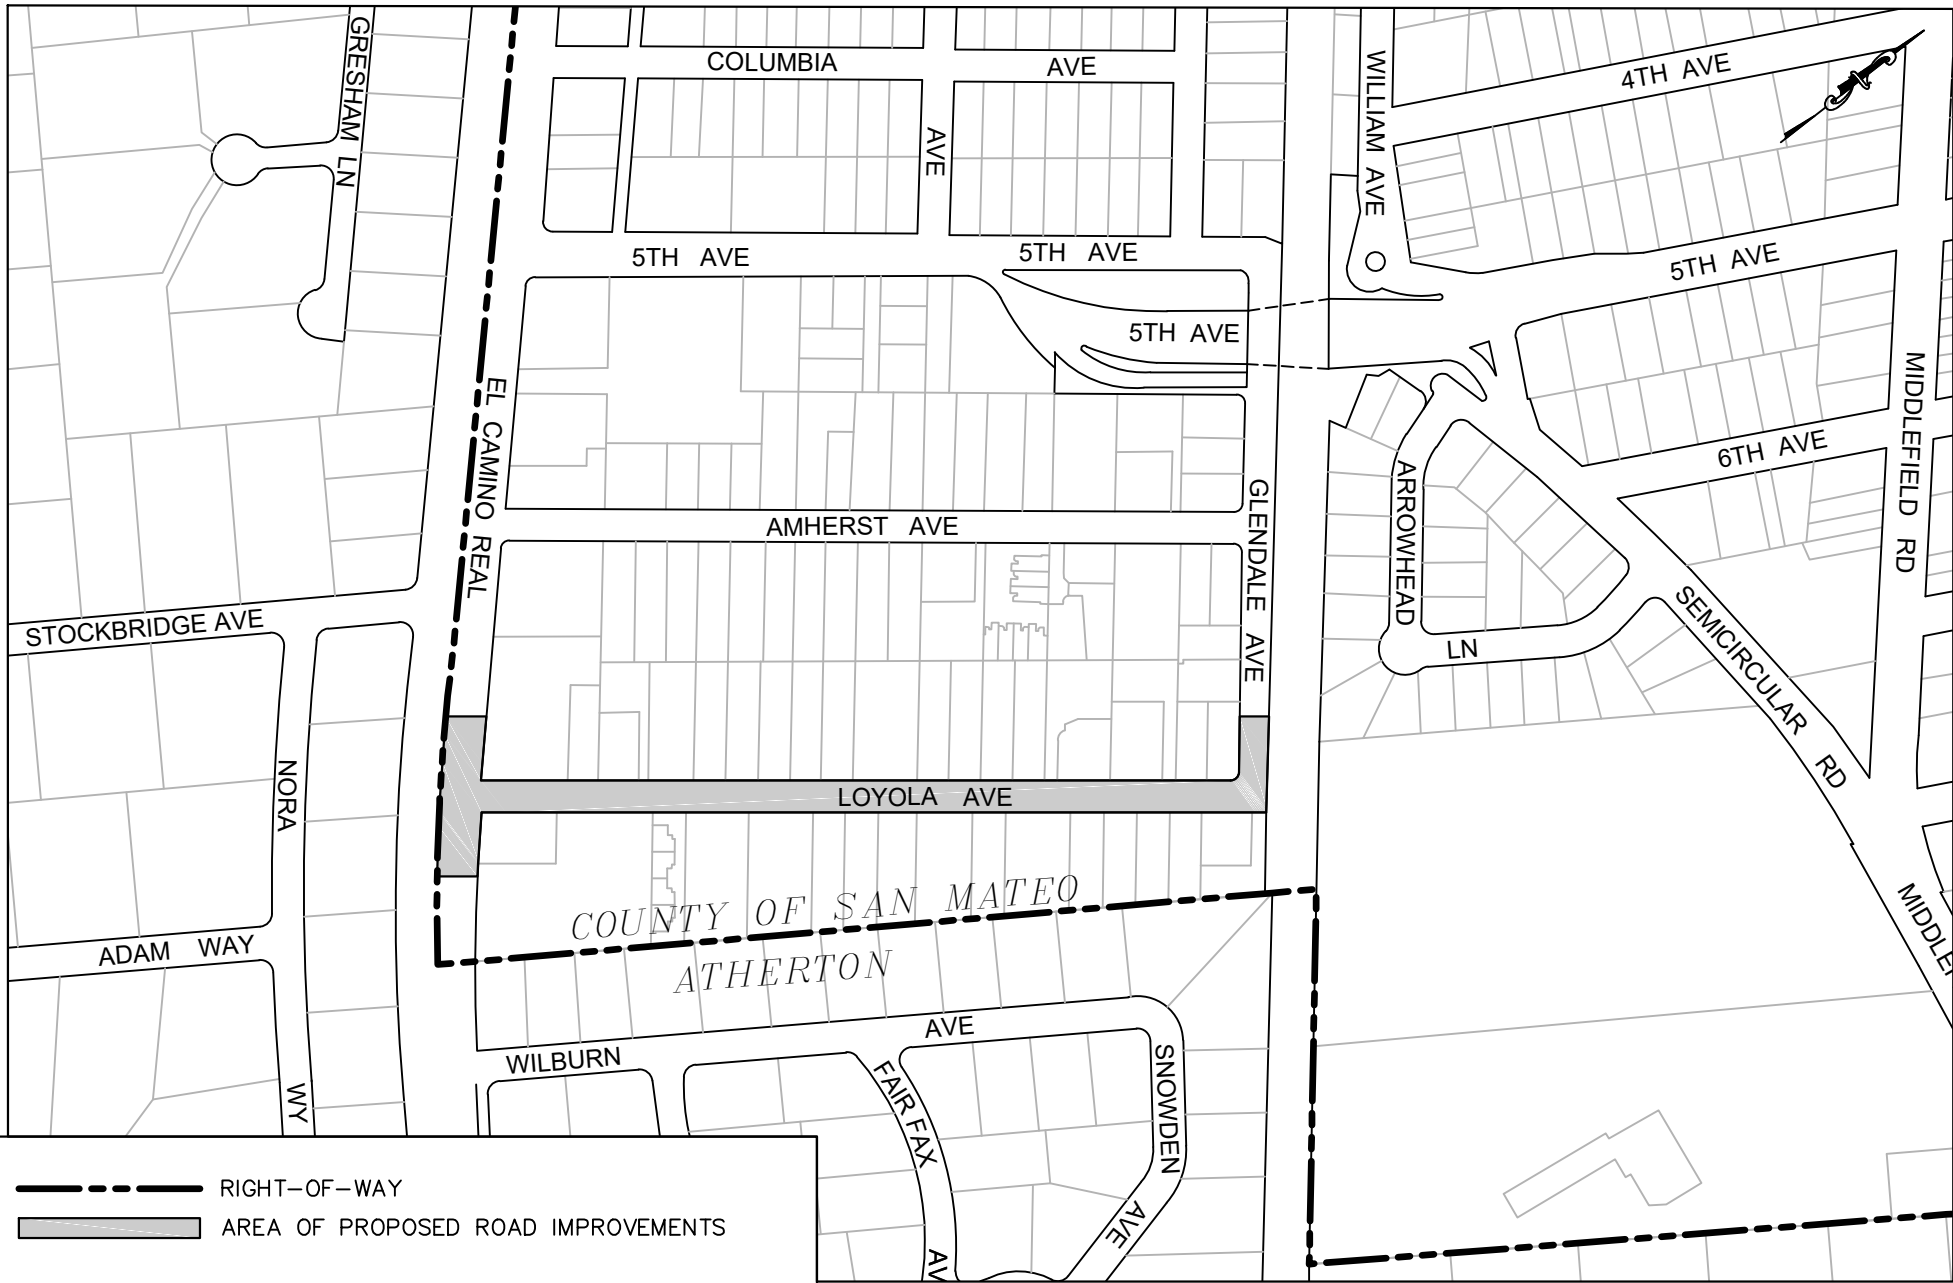 GRESHAM LN
COLUMBIA AVE
WILLIAM AVE
4TH AVE
AVE
5TH AVE
5TH AVE
5TH AVE
5TH AVE
EL CAMINO REAL
MIDDLEFIELD RD
6TH AVE
ARROWHEAD LN
GLENDALE AVE
AMHERST AVE
STOCKBRIDGE AVE
SEMICIRCULAR RD
NORA WY
LOYOLA AVE
COUNTY OF SAN MATEO
ATHERTON
ADAM WAY
MIDDLEF
WILBURN AVE
FAIR FAX AV
SNOWDEN AVE
RIGHT-OF-WAY
AREA OF PROPOSED ROAD IMPROVEMENTS